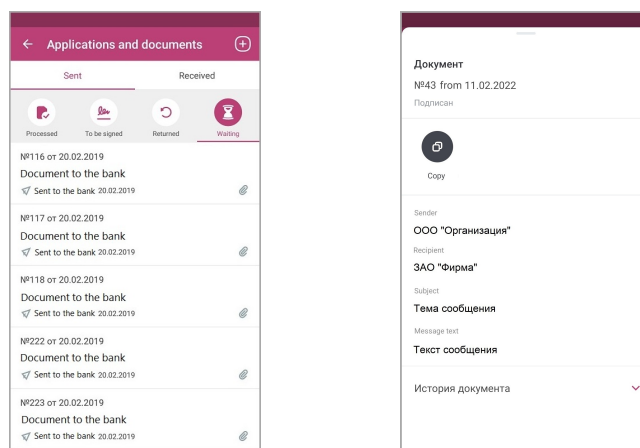 Applications and documents
Sent Received
Processed To be signed Returned Waiting
№116 от 20.02.2019
Document to the bank
Sent to the bank 20.02.2019
№117 от 20.02.2019
Document to the bank
Sent to the bank 20.02.2019
№118 от 20.02.2019
Document to the bank
Sent to the bank 20.02.2019
№222 от 20.02.2019
Document to the bank
Sent to the bank 20.02.2019
№223 от 20.02.2019
Document to the bank
Sent to the bank 20.02.2019
Документ
№43 from 11.02.2022
Подписан
Copy
Sender
ООО "Организация"
Recipient
ЗАО "Фирма"
Subject
Тема сообщения
Message text
Текст сообщения
История документа